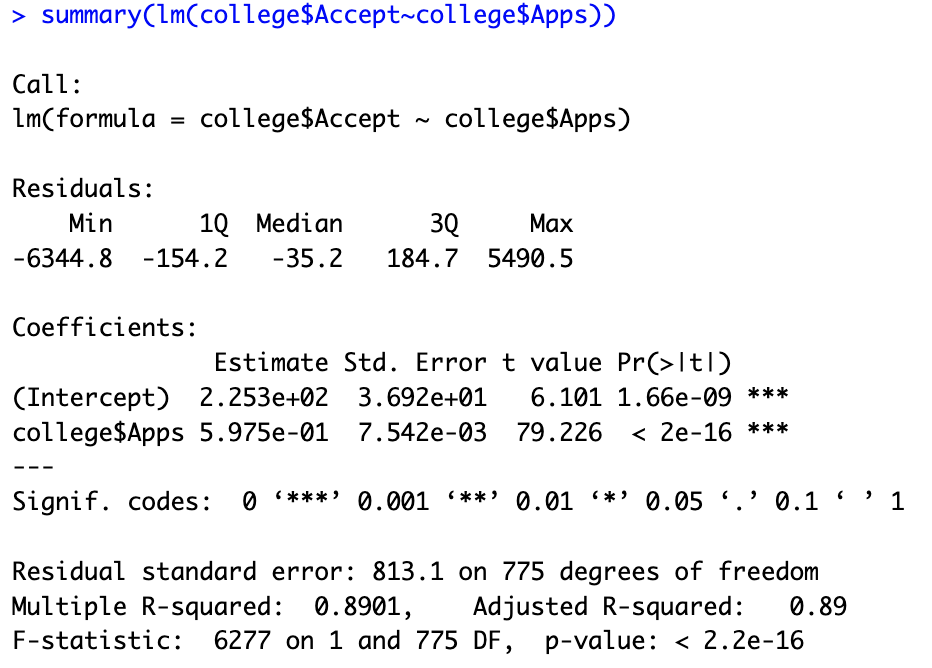 > summary(lm(college$Accept~college$Apps))
Call:
lm(formula = college$Accept ~ college$Apps)
Residuals:
    Min      1Q  Median      3Q     Max
-6344.8  -154.2   -35.2   184.7  5490.5
Coefficients:
              Estimate Std. Error t value Pr(>|t|)
(Intercept)  2.253e+02  3.692e+01   6.101 1.66e-09 ***
college$Apps 5.975e-01  7.542e-03  79.226  < 2e-16 ***
---
Signif. codes:  0 ‘***’ 0.001 ‘**’ 0.01 ‘*’ 0.05 ‘.’ 0.1 ‘ ’ 1
Residual standard error: 813.1 on 775 degrees of freedom
Multiple R-squared:  0.8901,    Adjusted R-squared:   0.89
F-statistic:  6277 on 1 and 775 DF,  p-value: < 2.2e-16